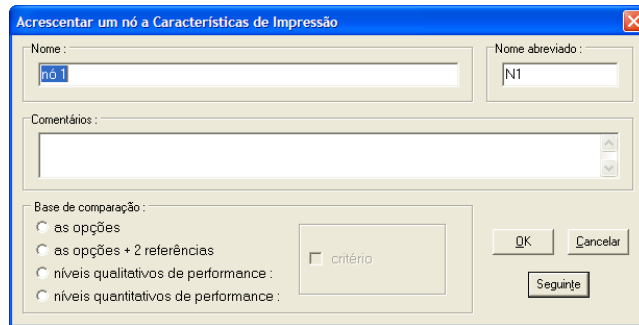 Acrescentar um nó a Características de Impressão
Nome :
nó 1
Nome abreviado :
N1
Comentários :
Base de comparação :
as opções
as opções + 2 referências
níveis qualitativos de performance :
níveis quantitativos de performance :
critério
OK
Cancelar
Seguinte